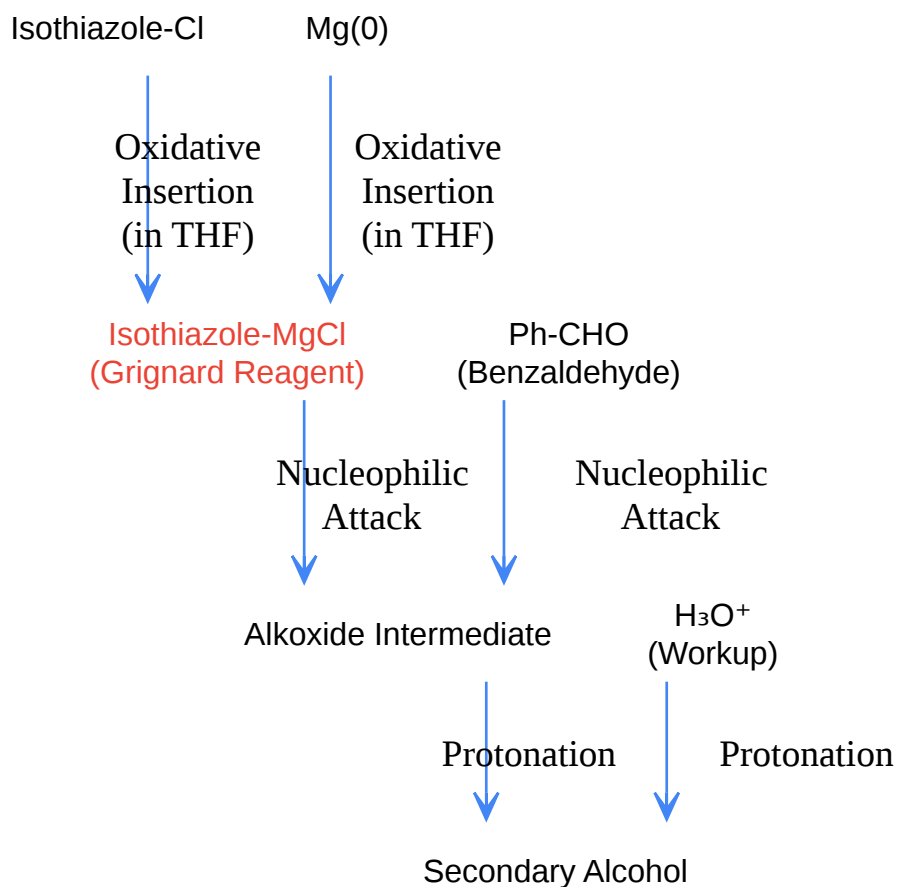 Isothiazole-Cl
Mg(0)
Oxidative
Insertion
(in THF)
Oxidative
Insertion
(in THF)
Isothiazole-MgCl
(Grignard Reagent)
Ph-CHO
(Benzaldehyde)
Nucleophilic
Attack
Nucleophilic
Attack
Alkoxide Intermediate
H₃O⁺
(Workup)
Protonation
Protonation
Secondary Alcohol